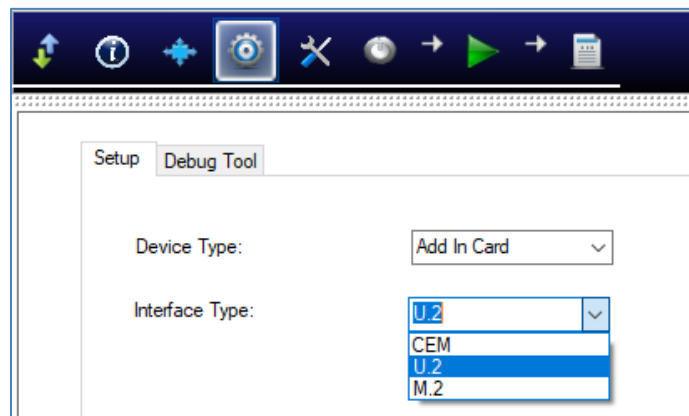 Setup Debug Tool
Device Type: Add In Card
Interface Type: U.2
CEM
U.2
M.2